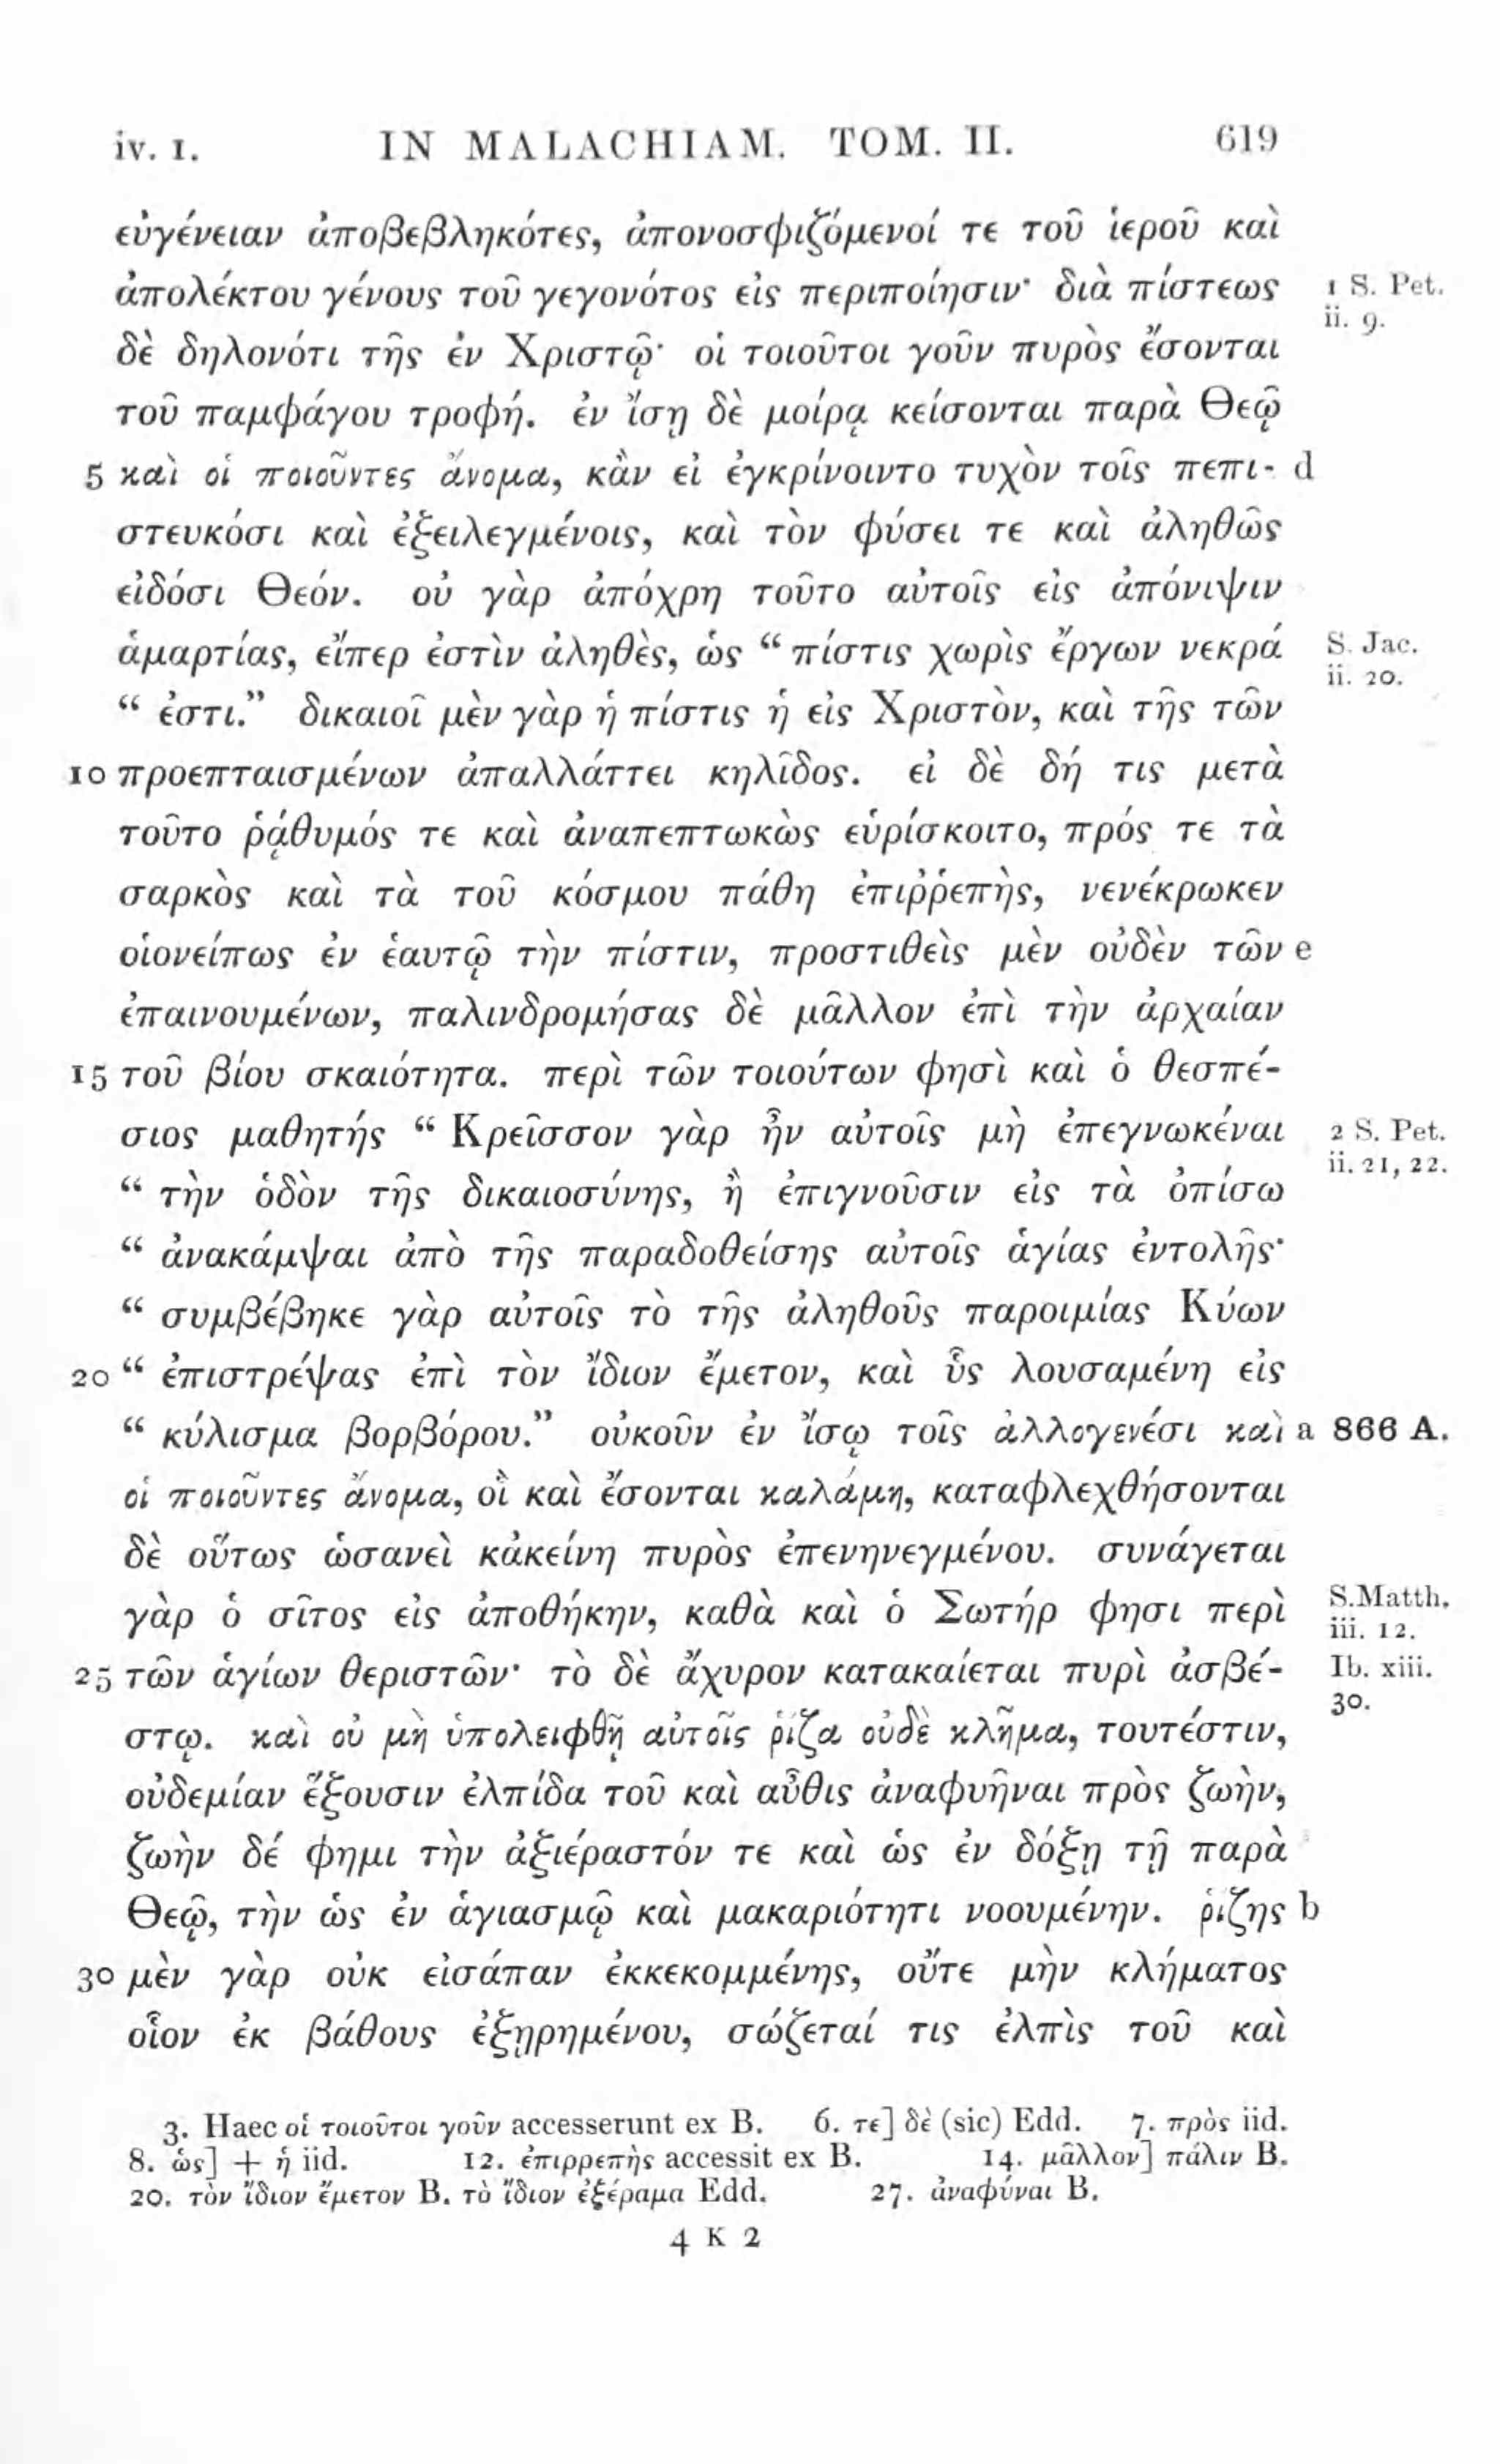 iv. 1. IN MALACHIAM. TOM. II. 619
εὐγένειαν ἀποβεβληκότες, ἀπονοσφιζόμενοί τε τοῦ ἱεροῦ καὶ
ἀπολέκτου γένους τοῦ γεγονότος εἰς περιποίησιν· διὰ πίστεως 1 S. Pet.
ii. 9.
δὲ δηλονότι τῆς ἐν Χριστῷ· οἱ τοιοῦτοι γοῦν πυρὸς ἔσονται
τοῦ παμφάγου τροφή. ἐν ἴσῃ δὲ μοίρᾳ κείσονται παρὰ Θεῷ
5 καὶ οἱ ποιοῦντες ἄνομα, κἂν εἰ ἐγκρίνοιντο τυχὸν τοῖς πεπι- d
στευκόσι καὶ ἐξειλεγμένοις, καὶ τὸν φύσει τε καὶ ἀληθῶς
εἰδόσι Θεόν. οὐ γὰρ ἀπόχρη τοῦτο αὐτοῖς εἰς ἀπόνιψιν
ἁμαρτίας, εἴπερ ἐστὶν ἀληθὲς, ὡς “ πίστις χωρὶς ἔργων νεκρά S. Jac.
ii. 20.
“ ἐστι.” δικαιοῖ μὲν γὰρ ἡ πίστις ἡ εἰς Χριστὸν, καὶ τῆς τῶν
10 προεπταισμένων ἀπαλλάττει κηλῖδος. εἰ δὲ δή τις μετὰ
τοῦτο ῥᾴθυμός τε καὶ ἀναπεπτωκὼς εὑρίσκοιτο, πρός τε τὰ
σαρκὸς καὶ τὰ τοῦ κόσμου πάθη ἐπιῤῥεπὴς, νενέκρωκεν
οἱονείπως ἐν ἑαυτῷ τὴν πίστιν, προστιθεὶς μὲν οὐδὲν τῶν e
ἐπαινουμένων, παλινδρομήσας δὲ μᾶλλον ἐπὶ τὴν ἀρχαίαν
15 τοῦ βίου σκαιότητα. περὶ τῶν τοιούτων φησὶ καὶ ὁ θεσπέ-
σιος μαθητής “ Κρεῖσσον γὰρ ἦν αὐτοῖς μὴ ἐπεγνωκέναι 2 S. Pet.
ii. 21, 22.
“ τὴν ὁδὸν τῆς δικαιοσύνης, ἢ ἐπιγνοῦσιν εἰς τὰ ὀπίσω
“ ἀνακάμψαι ἀπὸ τῆς παραδοθείσης αὐτοῖς ἁγίας ἐντολῆς·
“ συμβέβηκε γὰρ αὐτοῖς τὸ τῆς ἀληθοῦς παροιμίας Κύων
20 “ ἐπιστρέψας ἐπὶ τὸν ἴδιον ἔμετον, καὶ ὗς λουσαμένη εἰς
“ κύλισμα βορβόρου.” οὐκοῦν ἐν ἴσῳ τοῖς ἀλλογενέσι καὶ a 866 A.
οἱ ποιοῦντες ἄνομα, οἳ καὶ ἔσονται καλάμη, καταφλεχθήσονται
δὲ οὕτως ὡσανεὶ κἀκείνη πυρὸς ἐπενηνεγμένου. συνάγεται
γὰρ ὁ σῖτος εἰς ἀποθήκην, καθὰ καὶ ὁ Σωτήρ φησι περὶ S.Matth.
iii. 12.
25 τῶν ἁγίων θεριστῶν· τὸ δὲ ἄχυρον κατακαίεται πυρὶ ἀσβέ- Ib. xiii.
30.
στῳ. καὶ οὐ μὴ ὑπολειφθῇ αὐτοῖς ῥίζα οὐδὲ κλῆμα, τουτέστιν,
οὐδεμίαν ἕξουσιν ἐλπίδα τοῦ καὶ αὖθις ἀναφυῆναι πρὸς ζωὴν,
ζωὴν δέ φημι τὴν ἀξιέραστόν τε καὶ ὡς ἐν δόξῃ τῇ παρὰ
Θεῷ, τὴν ὡς ἐν ἁγιασμῷ καὶ μακαριότητι νοουμένην. ῥίζης b
30 μὲν γὰρ οὐκ εἰσάπαν ἐκκεκομμένης, οὔτε μὴν κλήματος
οἷον ἐκ βάθους ἐξῃρημένου, σώζεταί τις ἐλπὶς τοῦ καὶ
3. Haec οἱ τοιοῦτοι γοῦν accesserunt ex B. 6. τε] δὲ (sic) Edd. 7. πρὸς iid.
8. ὡς] + ἡ iid. 12. ἐπιρρεπὴς accessit ex B. 14. μᾶλλον] πάλιν B.
20. τὸν ἴδιον ἔμετον B. τὸ ἴδιον ἐξέραμα Edd. 27. ἀναφύναι B.
4 K 2